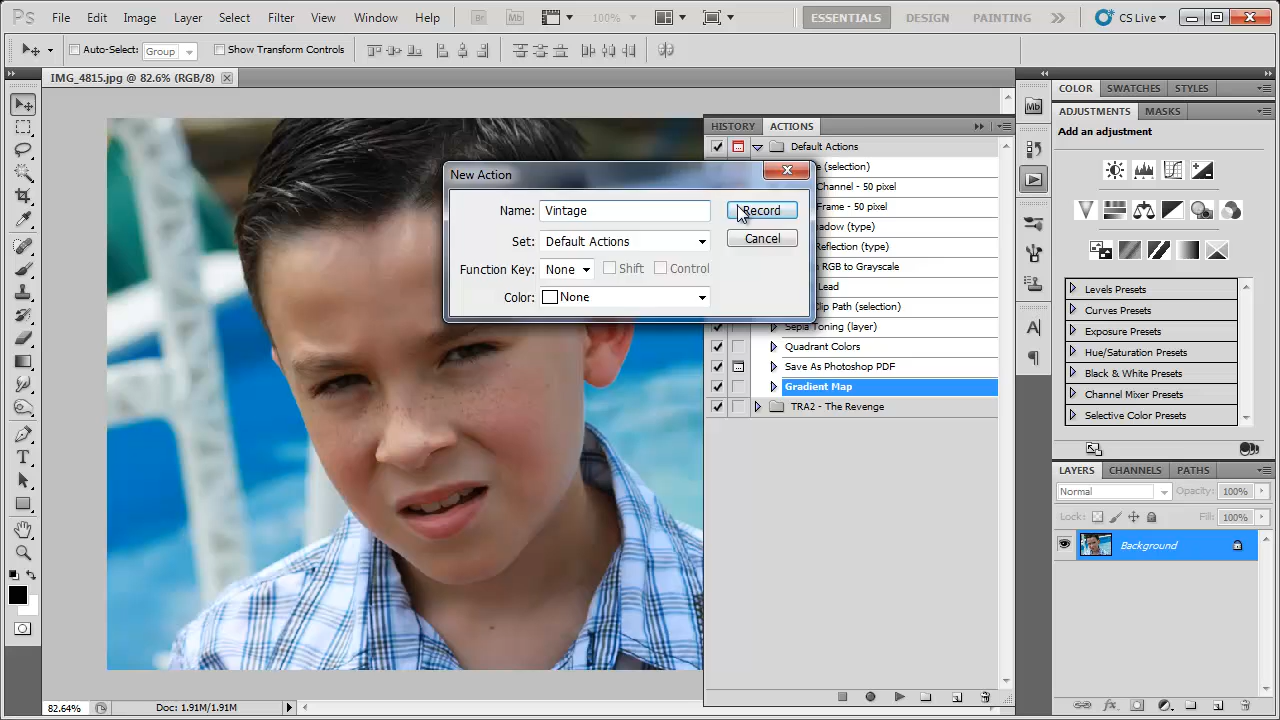 Ps File Edit Image Layer Select Filter View Window Help Br Mb 100% ESSENTIALS DESIGN PAINTING CS Live
Auto-Select: Group Show Transform Controls
IMG_4815.jpg @ 82.6% (RGB/8)
HISTORY ACTIONS
Default Actions
(selection)
Channel - 50 pixel
Frame - 50 pixel
(type)
Reflection (type)
RGB to Grayscale
Lead
Clip Path (selection)
Sepia Toning (layer)
Quadrant Colors
Save As Photoshop PDF
Gradient Map
TRA2 - The Revenge
New Action
Name: Vintage Record
Set: Default Actions Cancel
Function Key: None Shift Control
Color: None
Mb
A
COLOR SWATCHES STYLES
ADJUSTMENTS MASKS
Add an adjustment
Levels Presets
Curves Presets
Exposure Presets
Hue/Saturation Presets
Black & White Presets
Channel Mixer Presets
Selective Color Presets
LAYERS CHANNELS PATHS
Normal Opacity: 100%
Lock: Fill: 100%
Background
T
82.64% Doc: 1.91M/1.91M